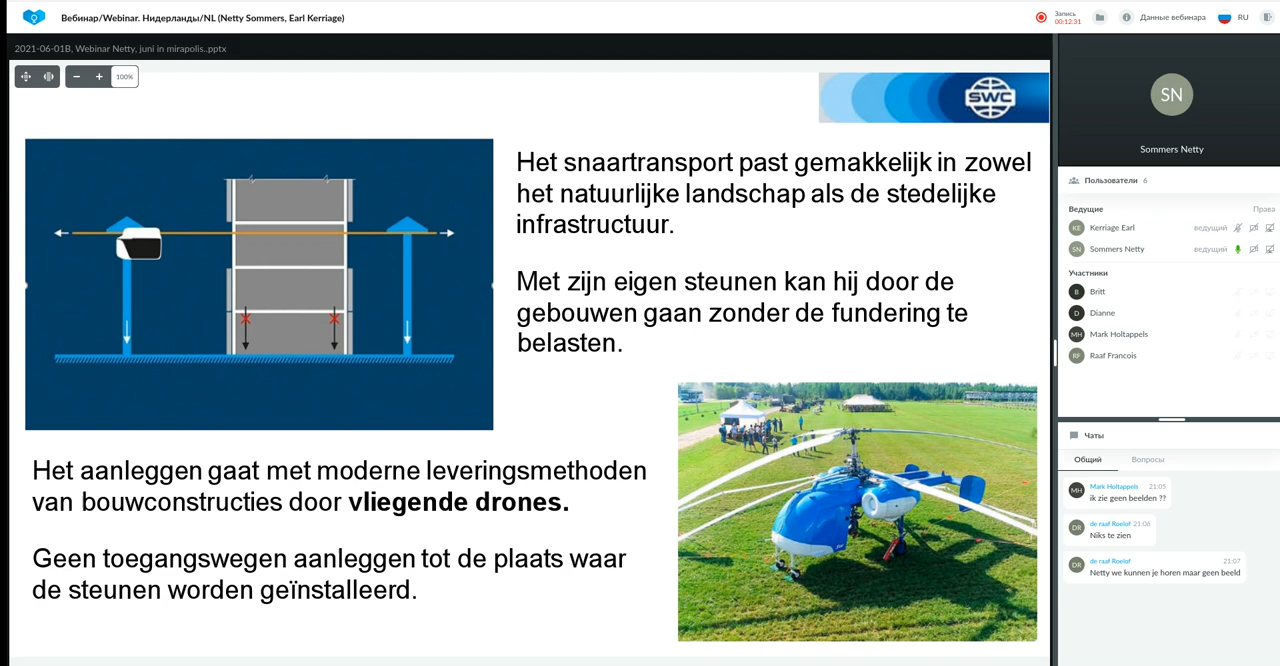 Вебинар/Webinar. Нидерланды/NL (Netty Sommers, Earl Kerriage)
Запись
00:12:31
Данные вебинара
RU
2021-06-01B, Webinar Netty, juni in mirapolis..pptx
100%
SWC
Het snaartransport past gemakkelijk in zowel
het natuurlijke landschap als de stedelijke
infrastructuur.
Met zijn eigen steunen kan hij door de
gebouwen gaan zonder de fundering te
belasten.
Het aanleggen gaat met moderne leveringsmethoden
van bouwconstructies door vliegende drones.
Geen toegangswegen aanleggen tot de plaats waar
de steunen worden geïnstalleerd.
SN
Sommers Netty
Пользователи 6
Ведущие Права
KE Kerriage Earl ведущий
SN Sommers Netty ведущий
Участники
B Britt
D Dianne
MH Mark Holtappels
RF Raaf Francois
Чаты
Общий Вопросы
MH Mark Holtappels 21:05
ik zie geen beelden ??
DR de raaf Roelof 21:06
Niks te zien
DR de raaf Roelof 21:07
Netty we kunnen je horen maar geen beeld